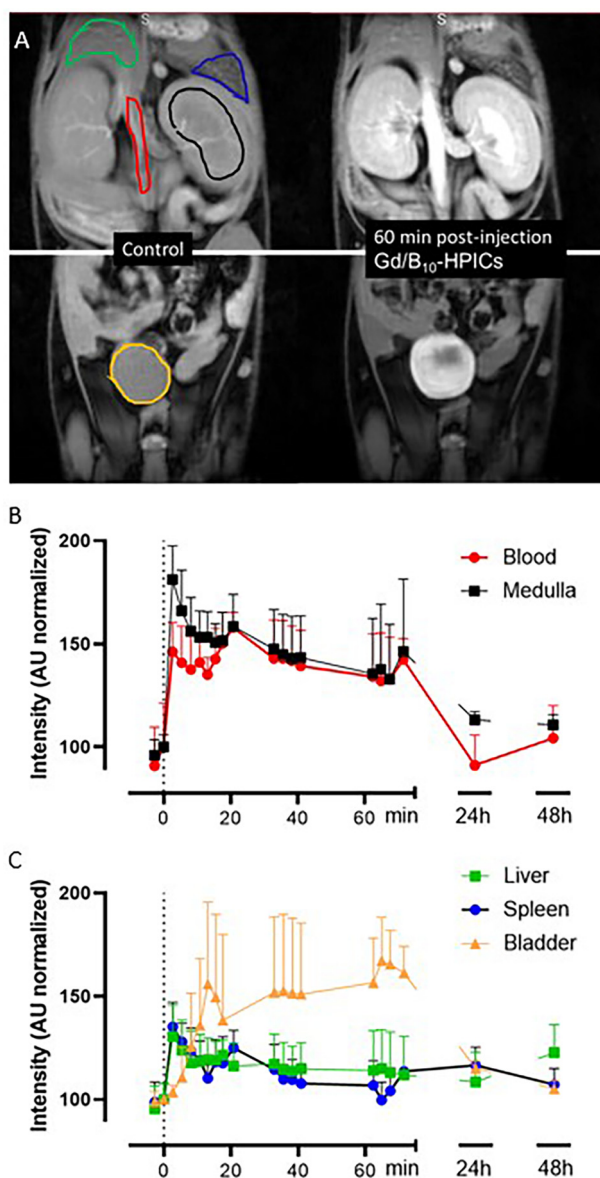 A
S
S
Control
60 min post-injection
Gd/B₁₀-HPICs
B
Intensity (AU normalized)
200
150
100
Blood
Medulla
0
20
40
60
min
24h
48h
C
Intensity (AU normalized)
200
150
100
Liver
Spleen
Bladder
0
20
40
60
min
24h
48h